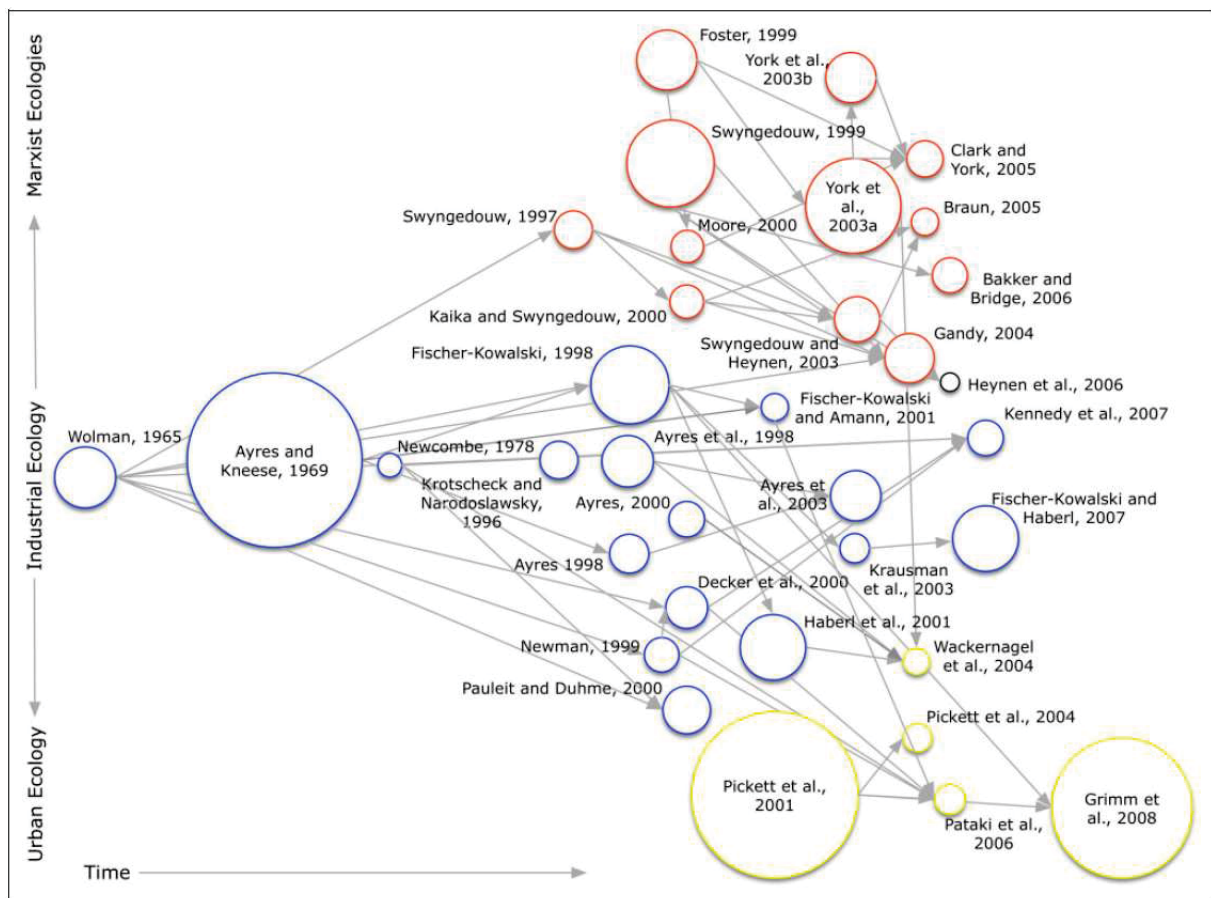 Marxist Ecologies
Industrial Ecology
Urban Ecology
Time
Foster, 1999
York et al.,
2003b
Swyngedouw, 1999
Clark and
York, 2005
York et
al.,
2003a
Swyngedouw, 1997
Moore, 2000
Braun, 2005
Bakker and
Bridge, 2006
Kaika and Swyngedouw, 2000
Swyngedouw and
Heynen, 2003
Gandy, 2004
Fischer-Kowalski, 1998
Heynen et al., 2006
Fischer-Kowalski
and Amann, 2001
Kennedy et al., 2007
Wolman, 1965
Ayres and
Kneese, 1969
Newcombe, 1978
Ayres et al., 1998
Krotscheck and
Narodoslawsky,
1996
Ayres, 2000
Ayres et
al., 2003
Fischer-Kowalski and
Haberl, 2007
Ayres 1998
Krausman
et al., 2003
Decker et al., 2000
Haberl et al., 2001
Newman, 1999
Wackernagel
et al., 2004
Pauleit and Duhme, 2000
Pickett et al., 2004
Pickett et al.,
2001
Pataki et al.,
2006
Grimm et
al., 2008